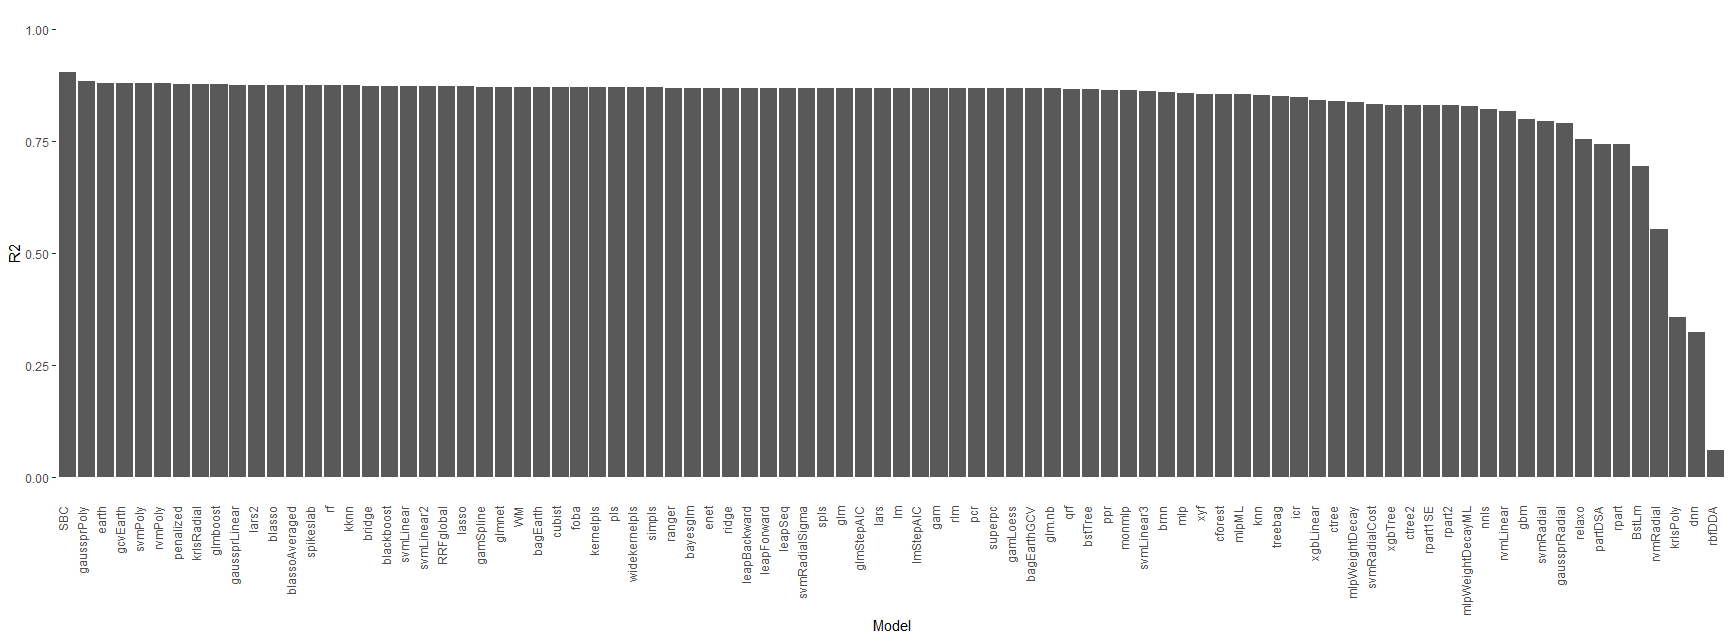 1.00
0.75
0.50
0.25
0.00
R2
SBC
gaussprPoly
earth
gcvEarth
svmPoly
rvmPoly
penalized
krlsRadial
glmboost
gaussprLinear
lars2
blasso
blassoAveraged
spikeslab
rf
kknn
bridge
blackboost
svmLinear
svmLinear2
RRFglobal
lasso
gamSpline
glmnet
WM
bagEarth
cubist
foba
kernelpls
pls
widekernelpls
simpls
ranger
bayesglm
enet
ridge
leapBackward
leapForward
leapSeq
svmRadialSigma
spls
glm
glmStepAIC
lars
lm
lmStepAIC
gam
rlm
pcr
superpc
gamLoess
bagEarthGCV
glm.nb
qrf
bstTree
ppr
monmlp
svmLinear3
brnn
mlp
xyf
cforest
mlpML
knn
treebag
icr
xgbLinear
ctree
mlpWeightDecay
svmRadialCost
xgbTree
ctree2
rpart1SE
rpart2
mlpWeightDecayML
nnls
rvmLinear
gbm
svmRadial
gaussprRadial
relaxo
partDSA
rpart
BstLm
rvmRadial
krlsPoly
dnn
rbfDDA
Model